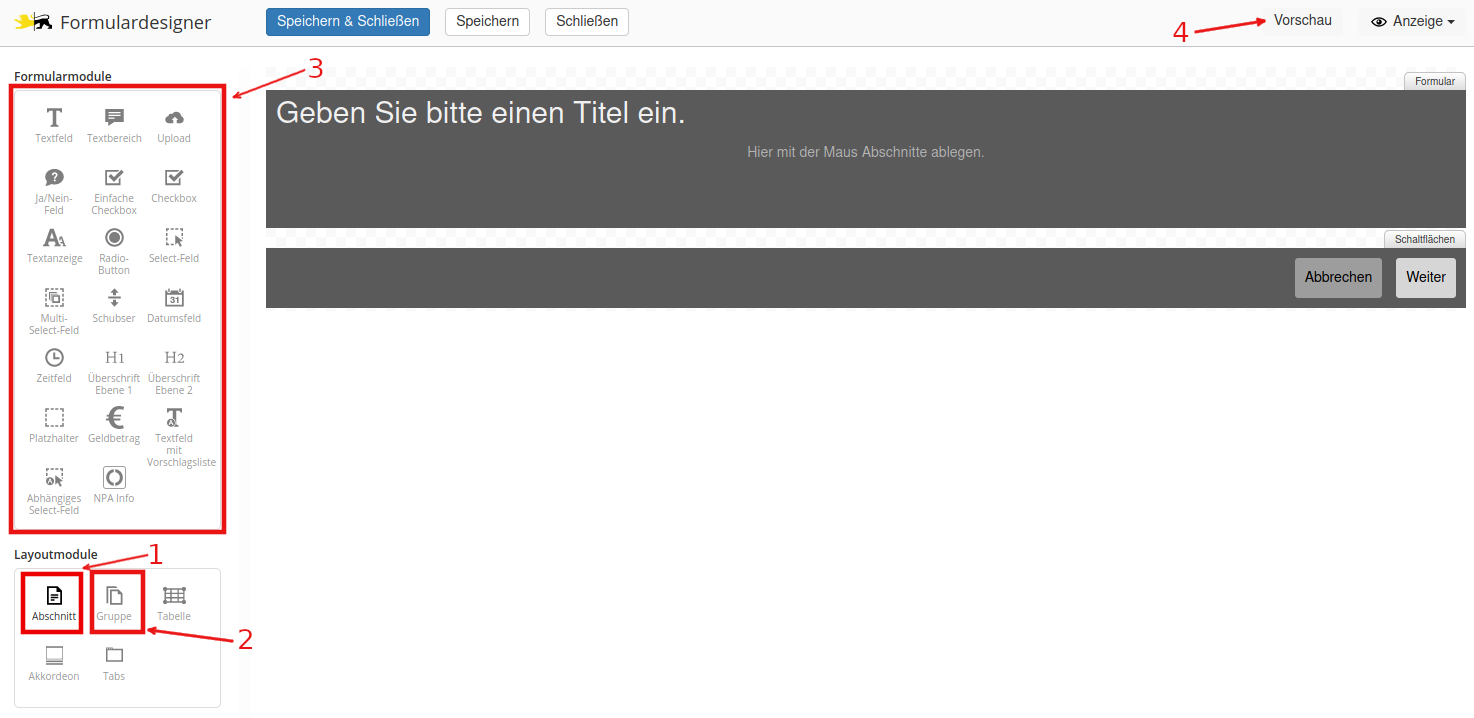 Formulardesigner
Speichern & Schließen
Speichern
Schließen
4
Vorschau
Anzeige
Formularmodule
3
Textfeld
Textbereich
Upload
Ja/Nein-
Feld
Einfache
Checkbox
Checkbox
Textanzeige
Radio-
Button
Select-Feld
Multi-
Select-Feld
Schubser
31
Datumsfeld
Zeitfeld
H1
Überschrift
Ebene 1
H2
Überschrift
Ebene 2
Platzhalter
€
Geldbetrag
Textfeld
mit
Vorschlagsliste
Abhängiges
Select-Feld
NPA Info
Layoutmodule
1
Abschnitt
Gruppe
Tabelle
2
Akkordeon
Tabs
Formular
Geben Sie bitte einen Titel ein.
Hier mit der Maus Abschnitte ablegen.
Schaltflächen
Abbrechen
Weiter